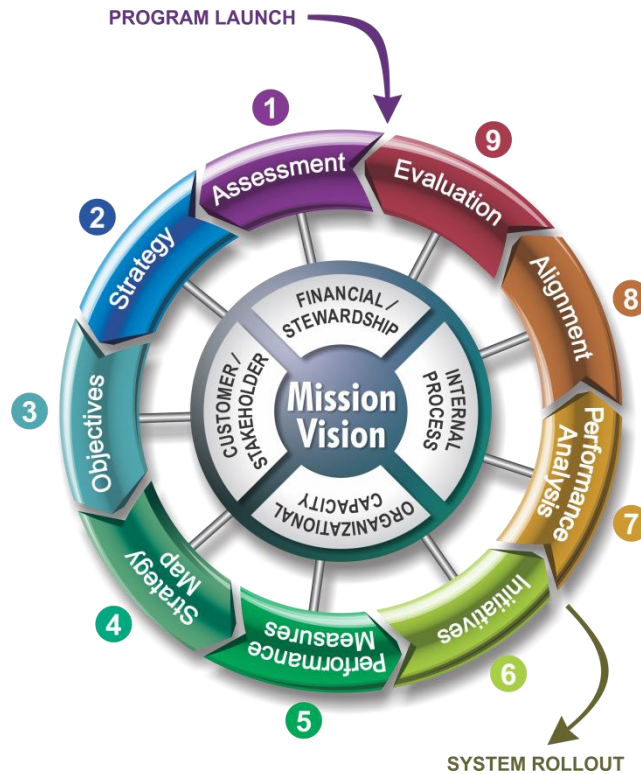 PROGRAM LAUNCH
1
Assessment
2
Strategy
3
Objectives
4
Strategy
Map
5
Performance
Measures
6
Initiatives
7
Performance
Analysis
8
Alignment
9
Evaluation
FINANCIAL /
STEWARDSHIP
CUSTOMER /
STAKEHOLDER
INTERNAL
PROCESS
ORGANIZATIONAL
CAPACITY
Mission
Vision
SYSTEM ROLLOUT